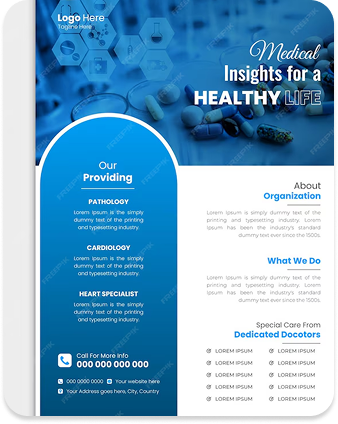 Logo Here
Tagline Here
Medical
Insights for a
HEALTHY LIFE
Our
Providing
PATHOLOGY
Lorem Ipsum is the simply
dummy text of the printing
and typesetting industry.
CARDIOLOGY
Lorem Ipsum is the simply
dummy text of the printing
and typesetting industry.
HEART SPECIALIST
Lorem Ipsum is the simply
dummy text of the printing
and typesetting industry.
Call For More Info
000 000 000 000
000 0000 0000
Your website here
Your Address goes here, City, Country
About
Organization
Lorem Ipsum is simply dummy text of the
printing and typesetting industry. Lorem Ipsum
has been the industry's standard
dummy text ever since the 1500s
What We Do
Lorem Ipsum is simply dummy text of the
printing and typesetting industry. Lorem Ipsum
has been the industry's standard
dummy text ever since the 1500s
Special Care From
Dedicated Docotors
LOREM IPSUM LOREM IPSUM
LOREM IPSUM LOREM IPSUM
LOREM IPSUM LOREM IPSUM
LOREM IPSUM LOREM IPSUM
LOREM IPSUM LOREM IPSUM